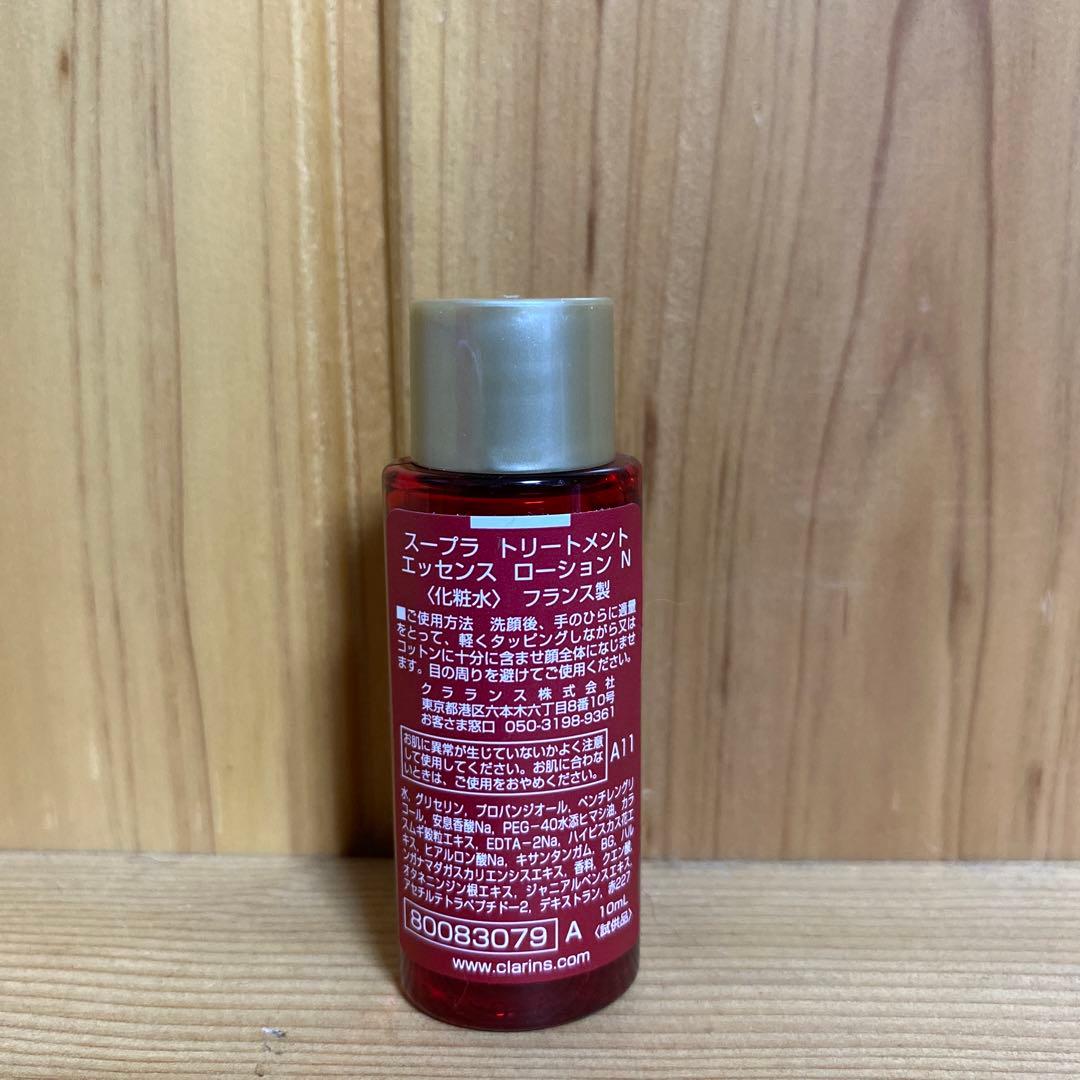 スープラ トリートメント
エッセンス ローション N
〈化粧水〉 フランス製
■ご使用方法 洗顔後、手のひらに適量
をとって、軽くタッピングしながら又は
コットンに十分に含ませ顔全体になじませ
ます。目の周りを避けてご使用ください。
クラランス株式会社
東京都港区六本木六丁目8番10号
お客さま窓口 050-3198-9361
お肌に異常が生じていないかよく注意
して使用してください。お肌に合わな
いときは、ご使用をおやめください。
A11
水, グリセリン, プロパンジオール, ペンチレングリ
コール, 安息香酸Na, PEG-40水添ヒマシ油, カラ
スムギ穀粒エキス, EDTA-2Na, ハイビスカス花エ
キス, ヒアルロン酸Na, キサンタンガム, BG, ハル
ンガナマダガスカリエンシスエキス, 香料, クエン酸,
オタネニンジン根エキス, ジャニアルベンスエキス,
アセチルテトラペプチド-2, デキストラン, 赤227
10mL
80083079 A 〈試供品〉
www.clarins.com